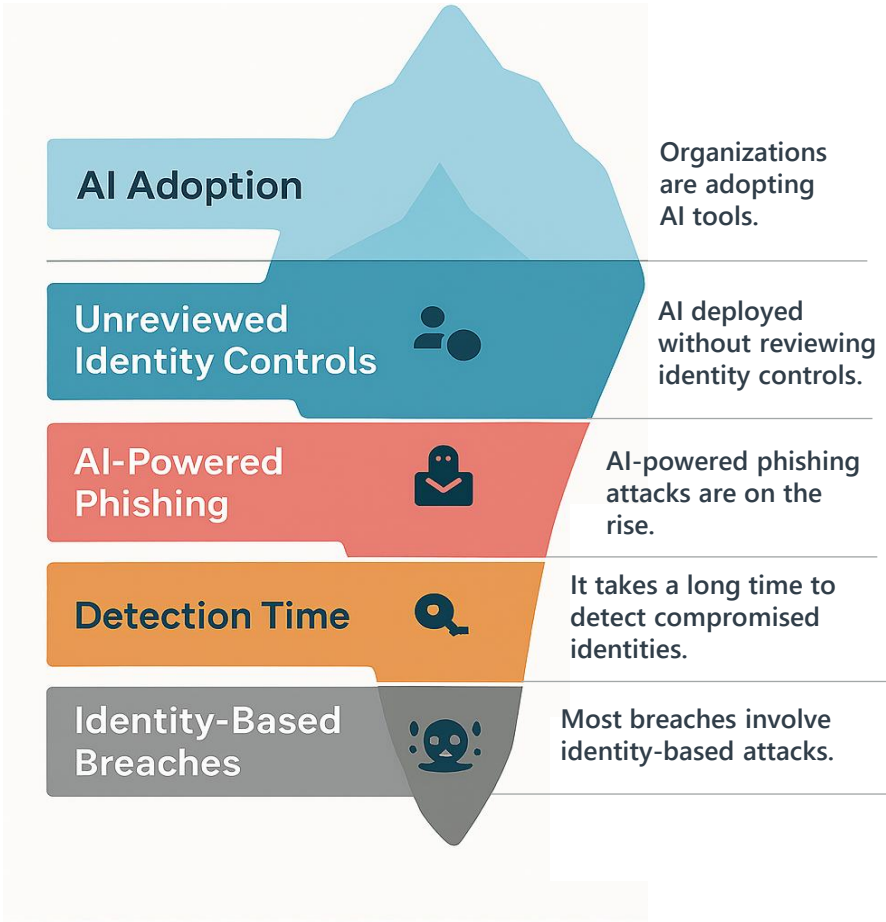 AI Adoption
Organizations
are adopting
AI tools.
Unreviewed
Identity Controls
AI deployed
without reviewing
identity controls.
AI-Powered
Phishing
AI-powered phishing
attacks are on the
rise.
Detection Time
It takes a long time to
detect compromised
identities.
Identity-Based
Breaches
Most breaches involve
identity-based attacks.